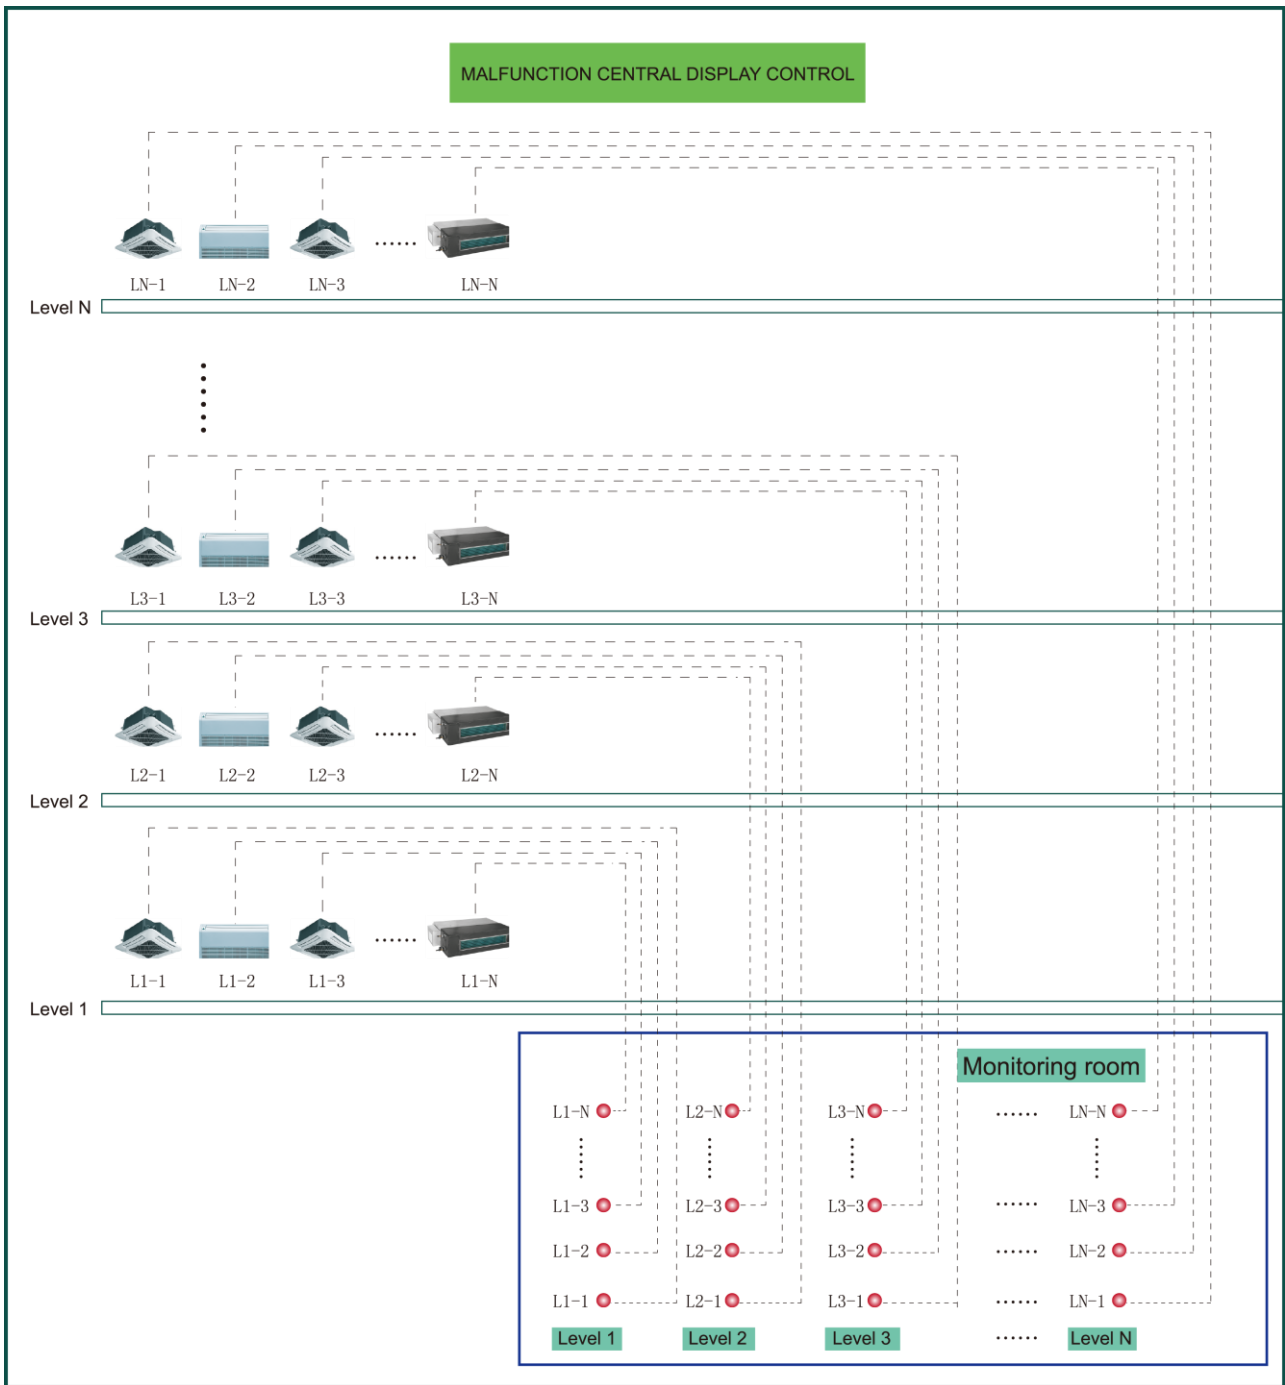 MALFUNCTION CENTRAL DISPLAY CONTROL
LN-1 LN-2 LN-3 ...... LN-N
Level N
......
L3-1 L3-2 L3-3 ...... L3-N
Level 3
L2-1 L2-2 L2-3 ...... L2-N
Level 2
L1-1 L1-2 L1-3 ...... L1-N
Level 1
Monitoring room
L1-N L2-N L3-N ...... LN-N
L1-3 L2-3 L3-3 ...... LN-3
L1-2 L2-2 L3-2 ...... LN-2
L1-1 L2-1 L3-1 ...... LN-1
Level 1 Level 2 Level 3 ...... Level N